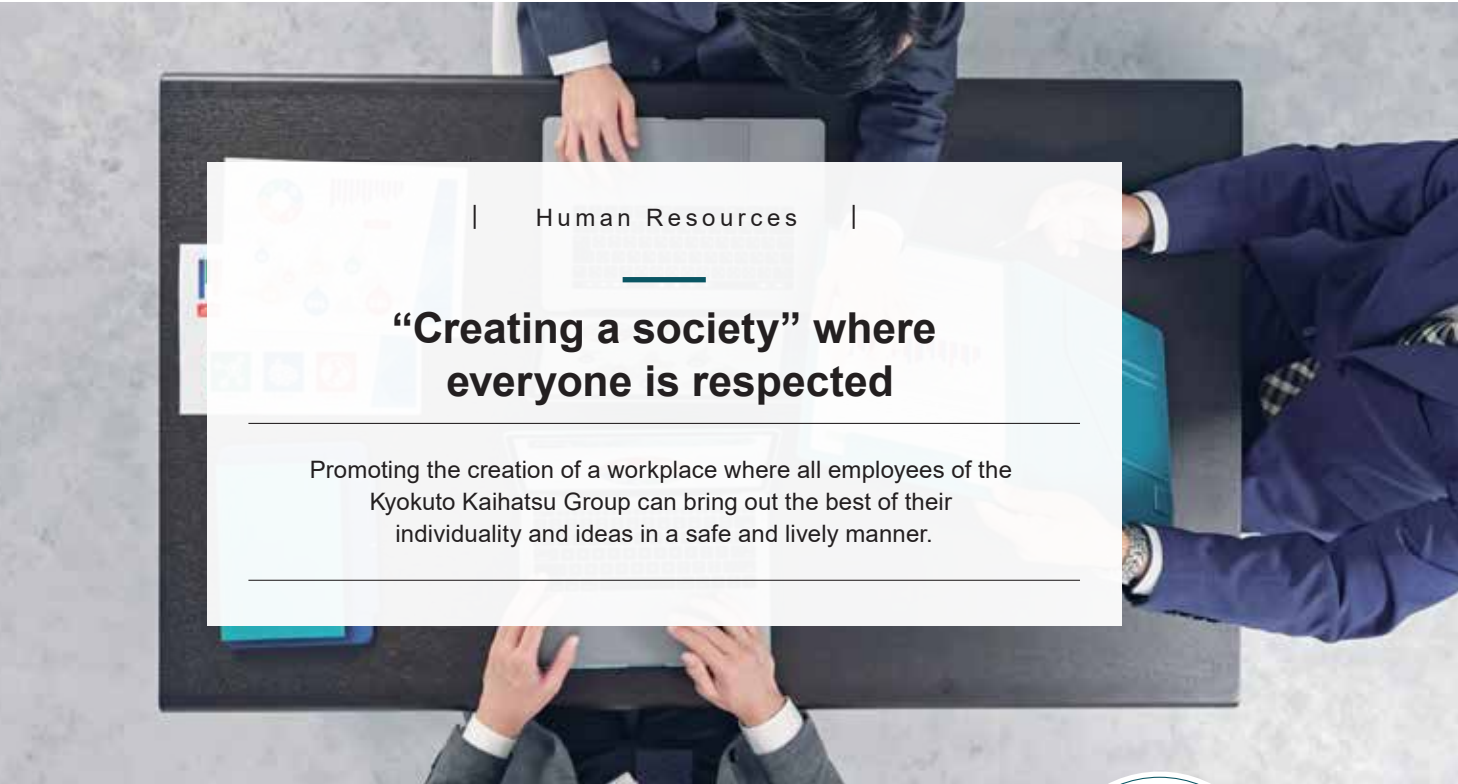 | Human Resources |
“Creating a society” where
everyone is respected
Promoting the creation of a workplace where all employees of the
Kyokuto Kaihatsu Group can bring out the best of their
individuality and ideas in a safe and lively manner.